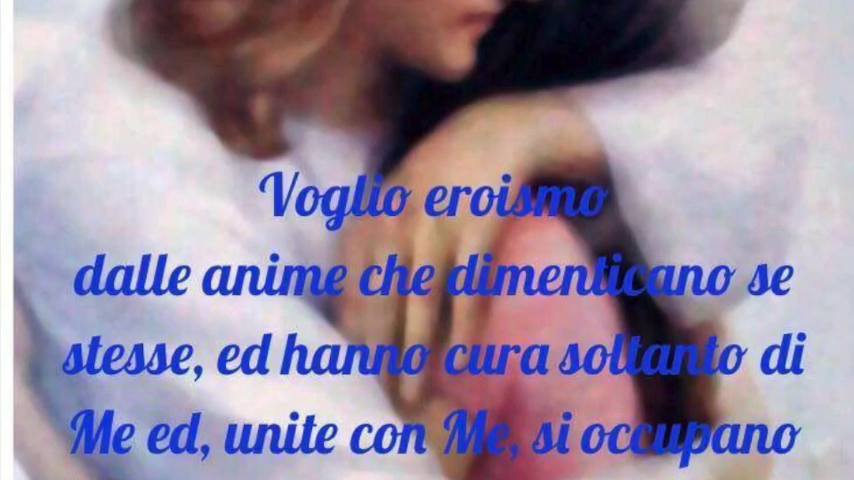 Voglio eroismo
dalle anime che dimenticano se
stesse, ed hanno cura soltanto di
Me ed, unite con Me, si occupano